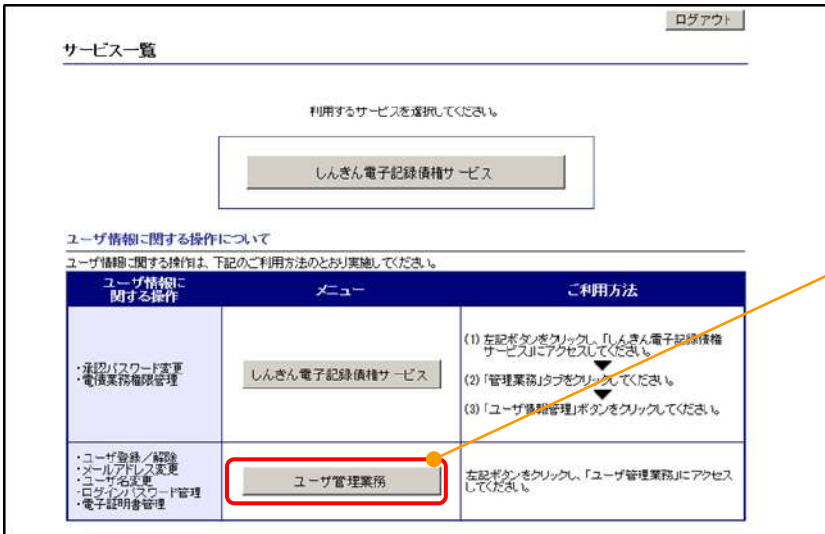 ログアウト
サービス一覧
利用するサービスを選択してください。
しんきん電子記録債権サービス
ユーザ情報に関する操作について
ユーザ情報に関する操作は、下記のご利用方法のとおり実施してください。
ユーザ情報に
関する操作
メニュー
ご利用方法
・承認パスワード変更
・電債業務権限管理
しんきん電子記録債権サービス
(1) 左記ボタンをクリックし、「しんきん電子記録債権
サービス」にアクセスしてください。
▼
(2)「管理業務」タブをクリックしてください。
▼
(3)「ユーザ情報管理」ボタンをクリックしてください。
・ユーザ登録／解除
・メールアドレス変更
・ユーザ名変更
・ログインパスワード管理
・電子証明書管理
ユーザ管理業務
左記ボタンをクリックし、「ユーザ管理業務」にアクセス
してください。